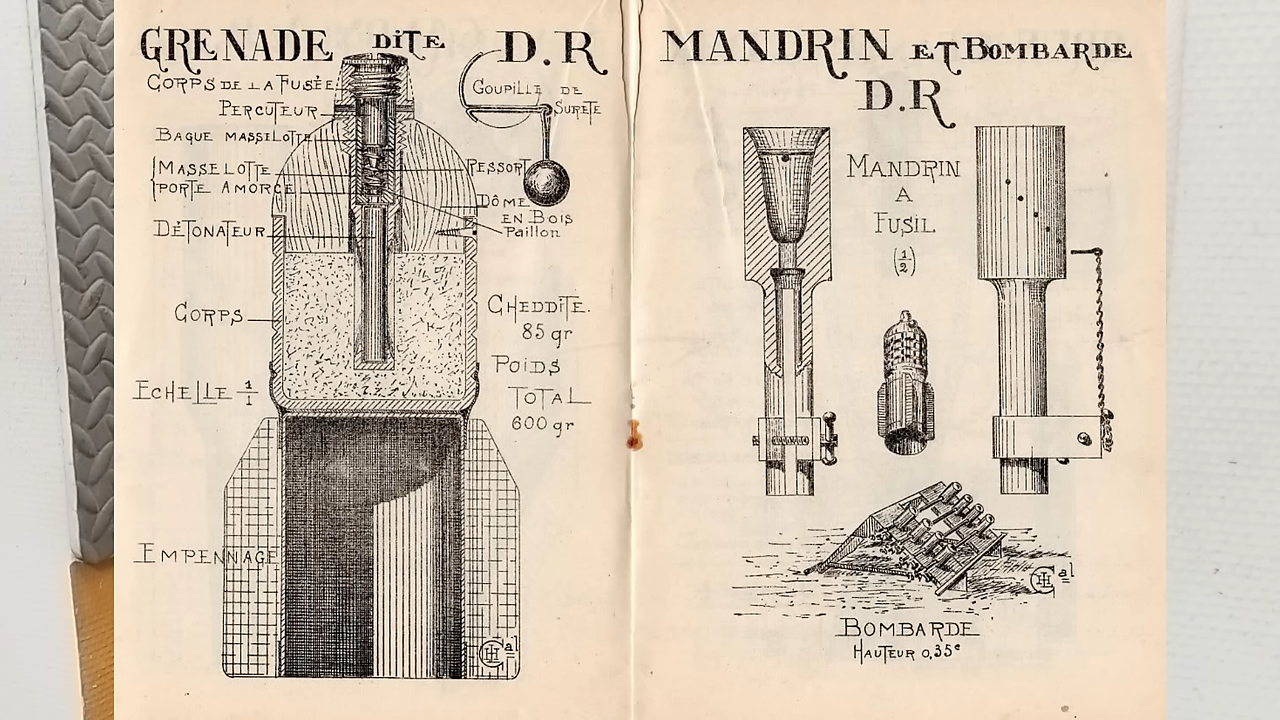 GRENADE DITE D.R
CORPS DE LA FUSÉE
PERCUTEUR
BAGUE MASSELOTTE
MASSELOTTE
PORTE AMORCE
DÉTONATEUR
CORPS
ECHELLE 1/1
EMPENNAGE
GOUPILLE DE
SURETE
RESSORT
DÔME
EN BOIS
Paillon
CHEDDITE.
85 gr
POIDS
TOTAL
600 gr
MANDRIN ET BOMBARDE
D.R
MANDRIN
A
FUSIL
(1/2)
BOMBARDE
HAUTEUR 0,35c